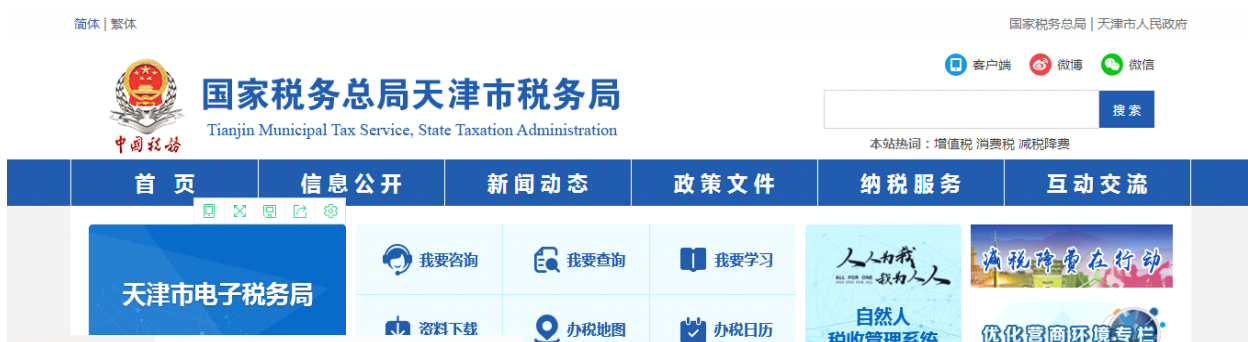 简体 | 繁体
国家税务总局 | 天津市人民政府
客户端 微博 微信
国家税务总局天津市税务局
Tianjin Municipal Tax Service, State Taxation Administration
中国税务
搜索
本站热词：增值税 消费税 减税降费
首 页 信息公开 新闻动态 政策文件 纳税服务 互动交流
天津市电子税务局
我要咨询 我要查询 我要学习
资料下载 办税地图 办税日历
人人为我
ALL FOR ONE
我为人人
自然人
税收管理系统
减税降费在行动
优化营商环境专栏